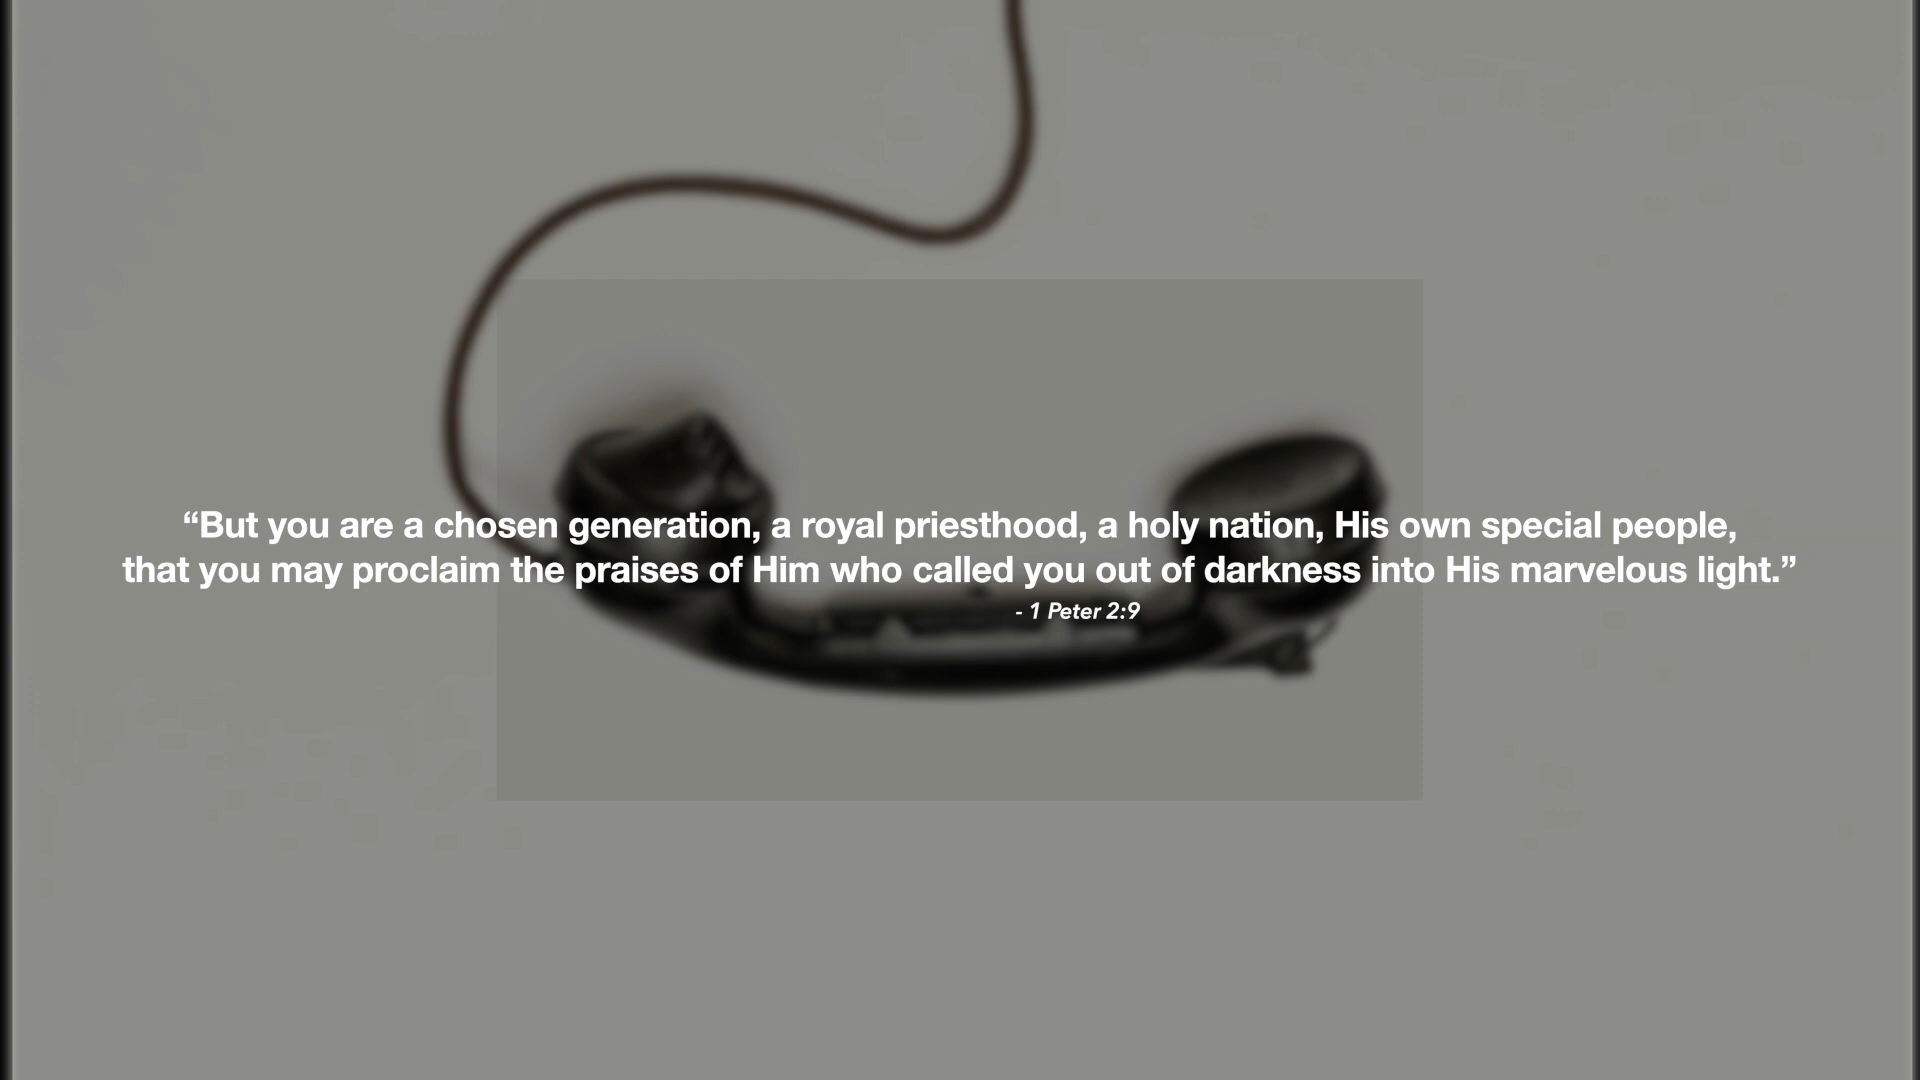 “But you are a chosen generation, a royal priesthood, a holy nation, His own special people,
that you may proclaim the praises of Him who called you out of darkness into His marvelous light.”
- 1 Peter 2:9